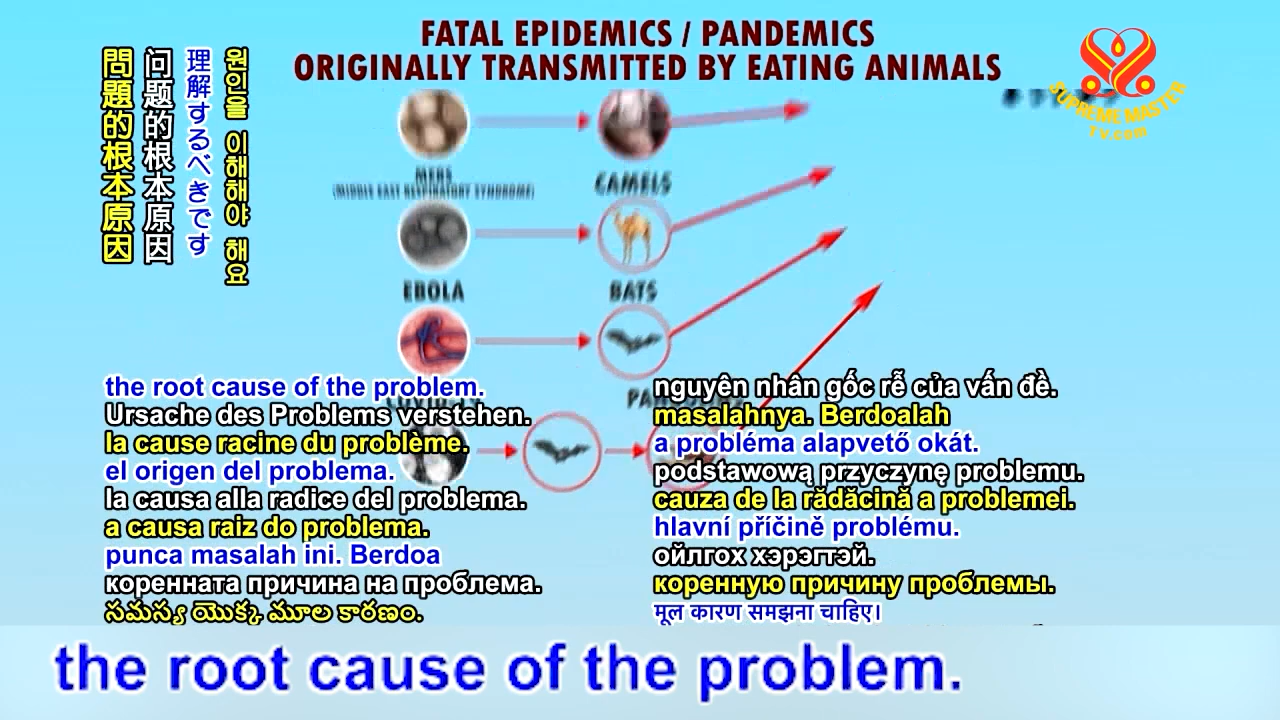 FATAL EPIDEMICS / PANDEMICS
ORIGINALLY TRANSMITTED BY EATING ANIMALS
SUPREME MASTER
TV.com
問題的根本原因
问题的根本原因
理解するべきです
원인을 이해해야 해요
MERS
(MIDDLE EAST RESPIRATORY SYNDROME)
CAMELS
EBOLA
BATS
COVID-19
the root cause of the problem.
Ursache des Problems verstehen.
la cause racine du problème.
el origen del problema.
la causa alla radice del problema.
a causa raiz do problema.
punca masalah ini. Berdoa
коренната причина на проблема.
సమస్య యొక్క మూల కారణం.
nguyên nhân gốc rễ của vấn đề.
masalahnya. Berdoalah
a probléma alapvető okát.
podstawową przyczynę problemu.
cauza de la rădăcină a problemei.
hlavní příčině problému.
ойлгох хэрэгтэй.
коренную причину проблемы.
मूल कारण समझना चाहिए।
the root cause of the problem.